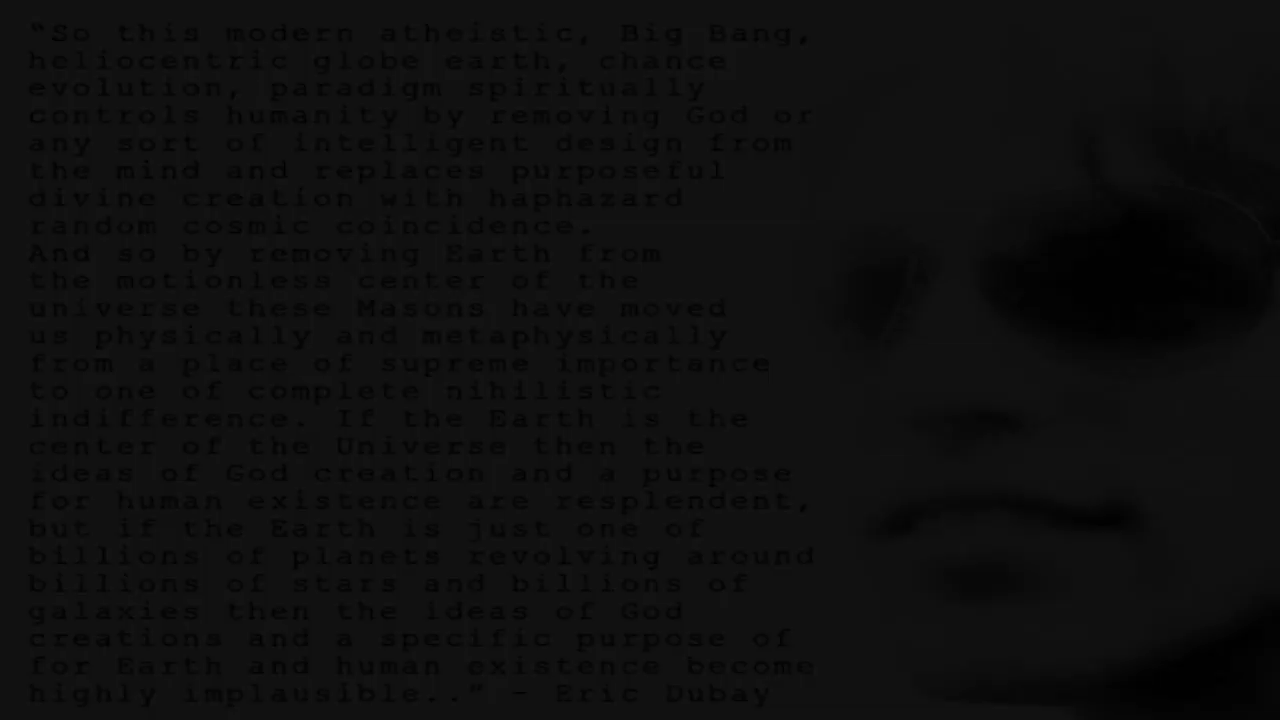 “So this modern atheistic, Big Bang,
heliocentric globe earth, chance
evolution, paradigm spiritually
controls humanity by removing God or
any sort of intelligent design from
the mind and replaces purposeful
divine creation with haphazard
random cosmic coincidence.
And so by removing Earth from
the motionless center of the
universe these Masons have moved
us physically and metaphysically
from a place of supreme importance
to one of complete nihilistic
indifference. If the Earth is the
center of the Universe then the
ideas of God creation and a purpose
for human existence are resplendent,
but if the Earth is just one of
billions of planets revolving around
billions of stars and billions of
galaxies then the ideas of God
creations and a specific purpose of
for Earth and human existence become
highly implausible..” - Eric Dubay